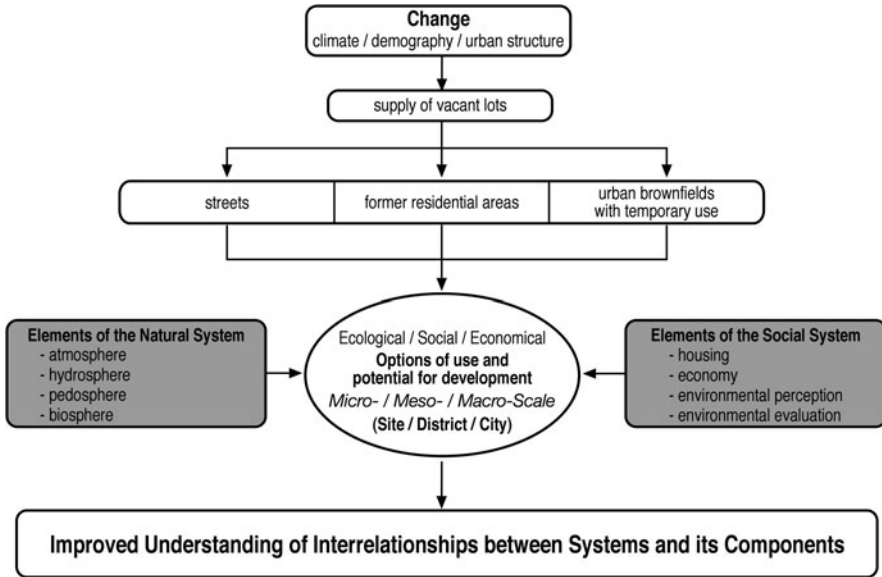 Change
climate / demography / urban structure
supply of vacant lots
streets
former residential areas
urban brownfields
with temporary use
Elements of the Natural System
- atmosphere
- hydrosphere
- pedosphere
- biosphere
Ecological / Social / Economical
Options of use and
potential for development
Micro- / Meso- / Macro-Scale
(Site / District / City)
Elements of the Social System
- housing
- economy
- environmental perception
- environmental evaluation
Improved Understanding of Interrelationships between Systems and its Components